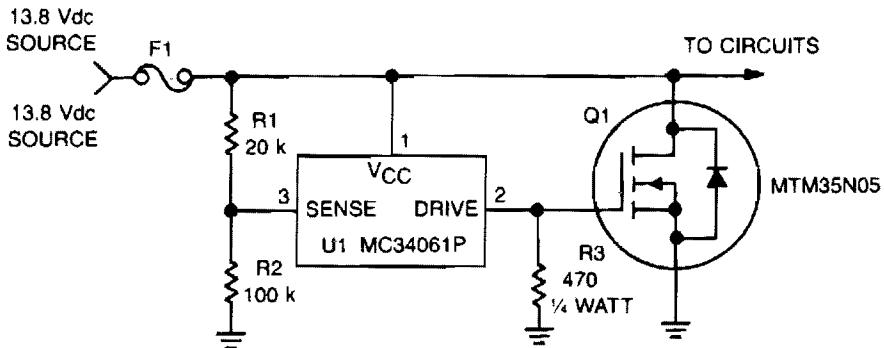 13.8 Vdc
SOURCE
F1
13.8 Vdc
SOURCE
TO CIRCUITS
R1
20 k
1
VCC
Q1
MTM35N05
3
SENSE
DRIVE
2
U1 MC34061P
R2
100 k
R3
470
¼ WATT